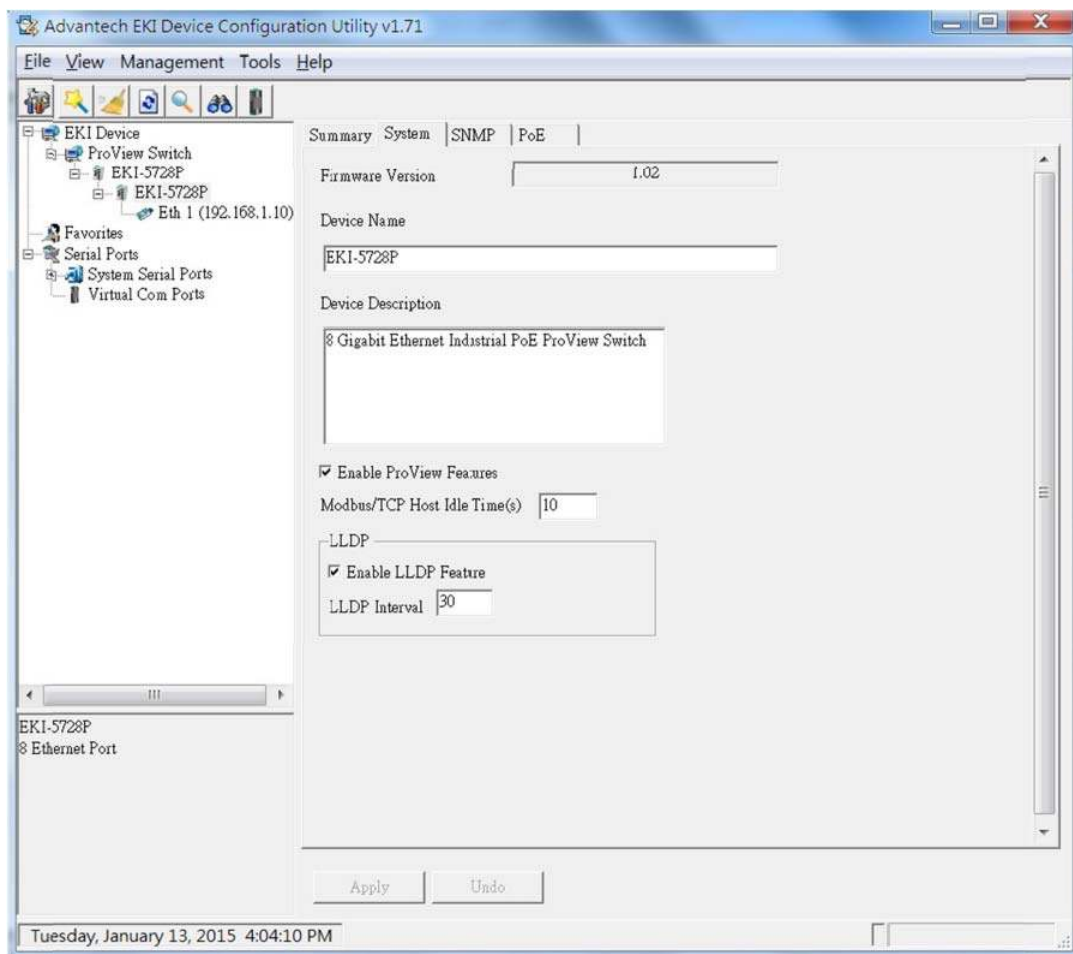 Advantech EKI Device Configuration Utility v1.71
File View Management Tools Help
EKI Device
ProView Switch
EKI-5728P
EKI-5728P
Eth 1 (192.168.1.10)
Favorites
Serial Ports
System Serial Ports
Virtual Com Ports
EKI-5728P
8 Ethernet Port
Summary System SNMP PoE
Firmware Version 1.02
Device Name
EKI-5728P
Device Description
8 Gigabit Ethernet Industrial PoE ProView Switch
Enable ProView Features
Modbus/TCP Host Idle Time(s) 10
LLDP
Enable LLDP Feature
LLDP Interval 30
Apply Undo
Tuesday, January 13, 2015 4:04:10 PM